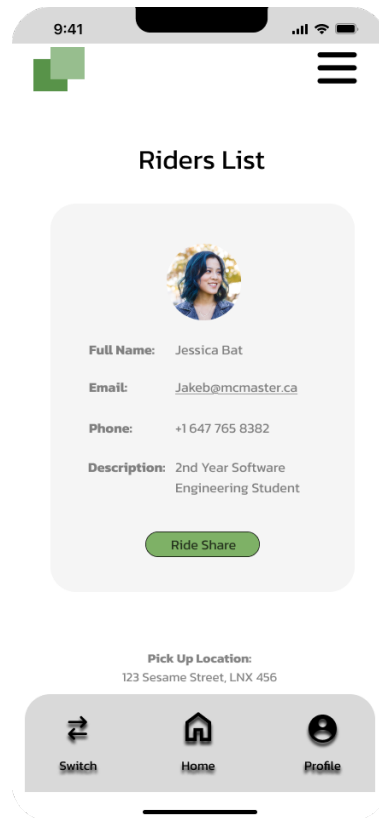 9:41
Riders List
Full Name: Jessica Bat
Email: Jakeb@mcmaster.ca
Phone: +1 647 765 8382
Description: 2nd Year Software
Engineering Student
Ride Share
Pick Up Location:
123 Sesame Street, LNX 456
Switch Home Profile